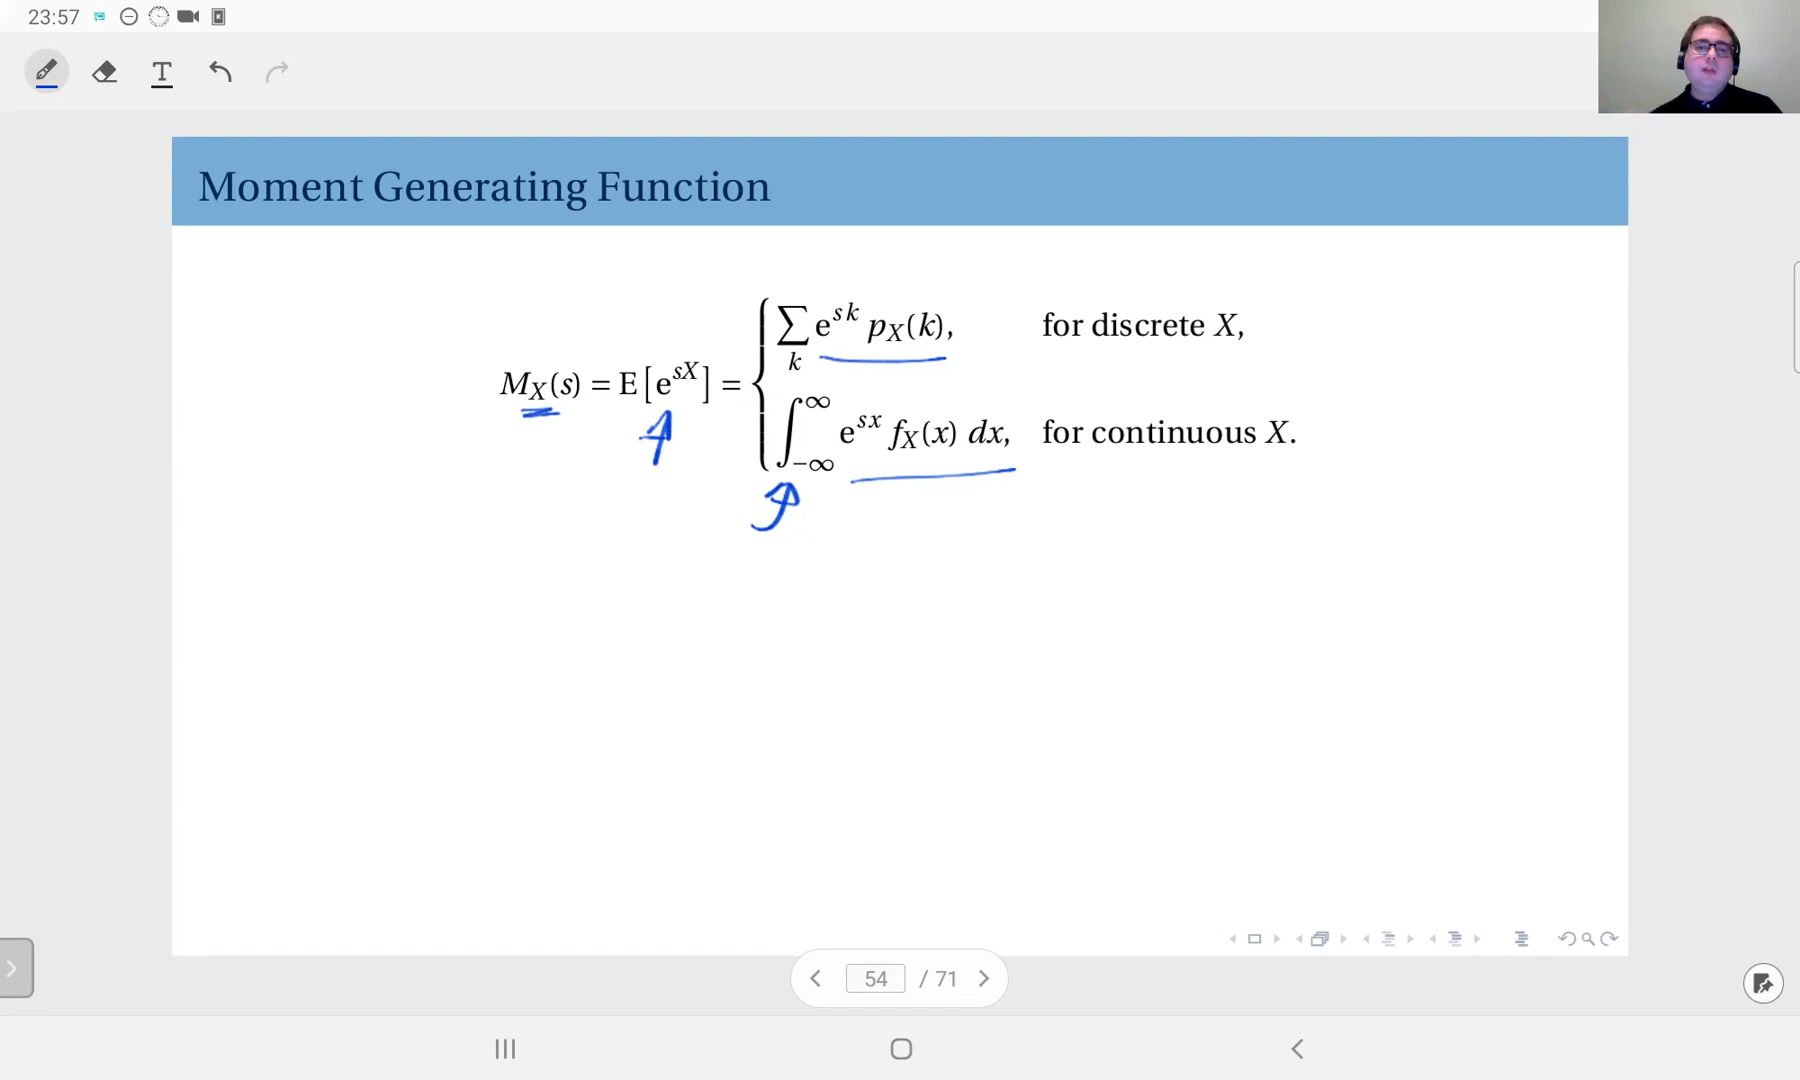 23:57
T
Moment Generating Function
M_X(s) = E[e^{sX}] = { ∑_k e^{sk} p_X(k), for discrete X,
∫_{-∞}^{∞} e^{sx} f_X(x) dx, for continuous X.
54 / 71